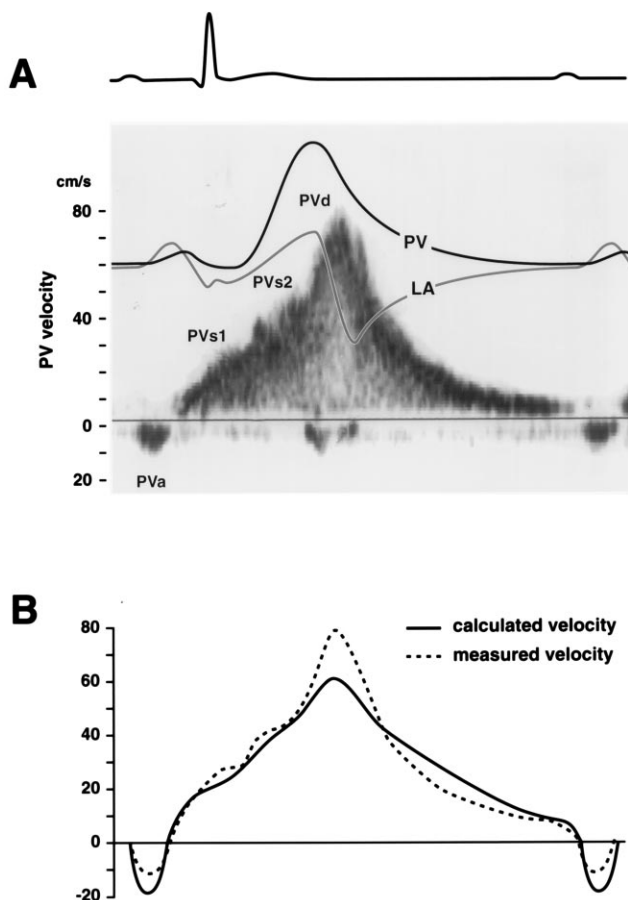 A
cm/s
80 -
PVd
PV
PVs2
LA
40 -
PVs1
PV velocity
0 -
20 -
PVa
B
80
calculated velocity
measured velocity
60
40
20
0
-20